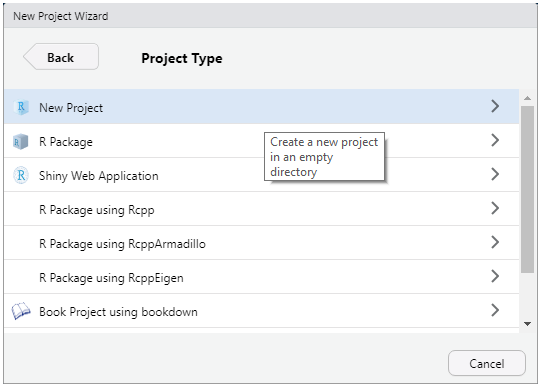 New Project Wizard
Back
Project Type
R New Project
R R Package
Create a new project
in an empty
directory
R Shiny Web Application
R Package using Rcpp
R Package using RcppArmadillo
R Package using RcppEigen
Book Project using bookdown
Cancel